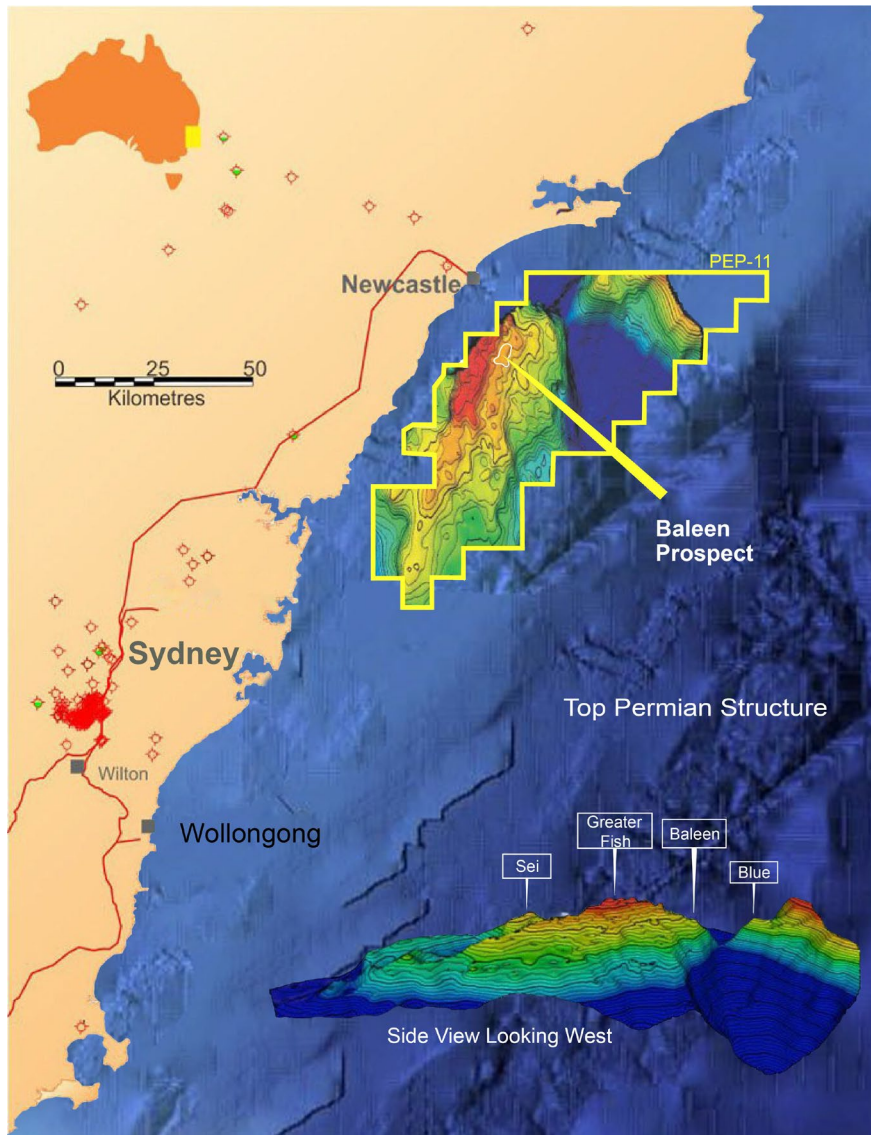 PEP-11
Newcastle
0 25 50
Kilometres
Baleen
Prospect
Sydney
Top Permian Structure
Wilton
Wollongong
Greater
Fish
Baleen
Sei
Blue
Side View Looking West